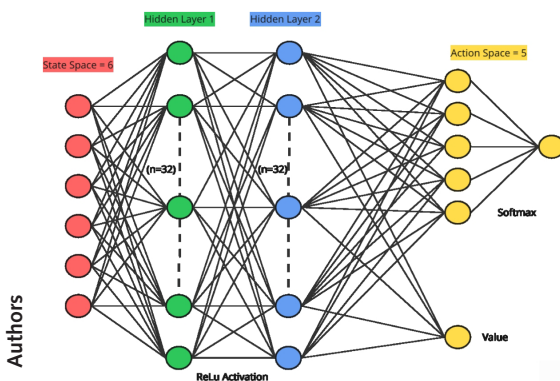 Hidden Layer 1
Hidden Layer 2
State Space = 6
Action Space = 5
(n=32)
(n=32)
Softmax
Value
ReLu Activation
Authors